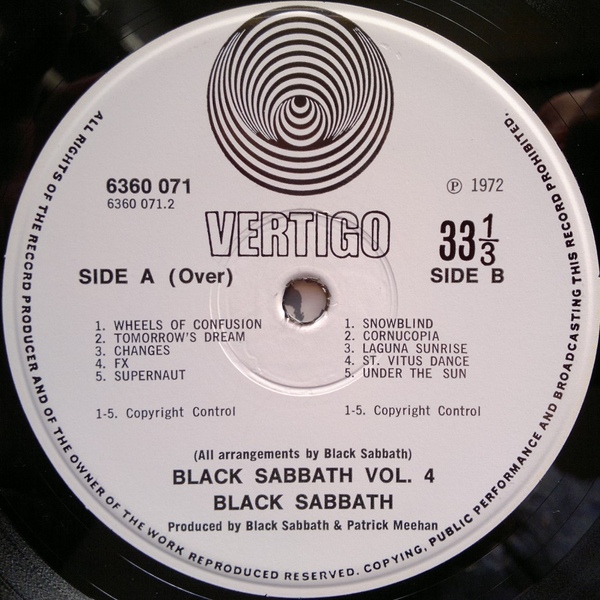 6360 071
6360 071.2
℗ 1972
VERTIGO
33 1/3
SIDE A (Over)
SIDE B
1. WHEELS OF CONFUSION
2. TOMORROW'S DREAM
3. CHANGES
4. FX
5. SUPERNAUT
1. SNOWBLIND
2. CORNUCOPIA
3. LAGUNA SUNRISE
4. ST. VITUS DANCE
5. UNDER THE SUN
1-5. Copyright Control
1-5. Copyright Control
(All arrangements by Black Sabbath)
BLACK SABBATH VOL. 4
BLACK SABBATH
Produced by Black Sabbath & Patrick Meehan
ALL RIGHTS OF THE RECORD PRODUCER AND OF THE OWNER OF THE WORK REPRODUCED RESERVED. COPYING, PUBLIC PERFORMANCE AND BROADCASTING THIS RECORD PROHIBITED.